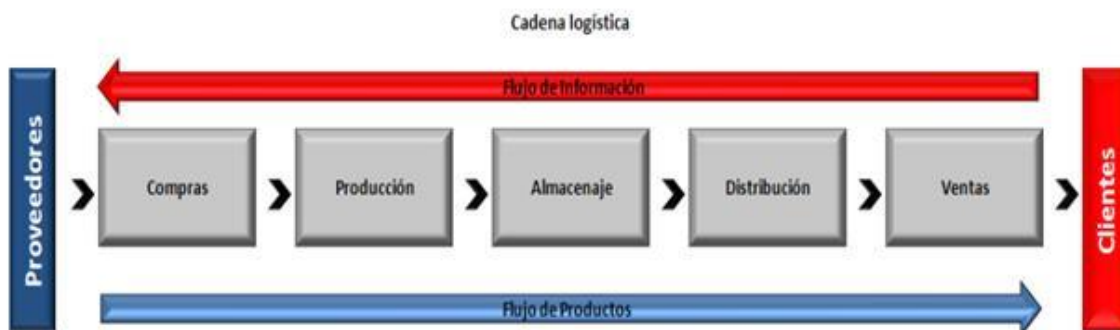 Cadena logística
Flujo de Información
Proveedores
Compras
Producción
Almacenaje
Distribución
Ventas
Clientes
Flujo de Productos